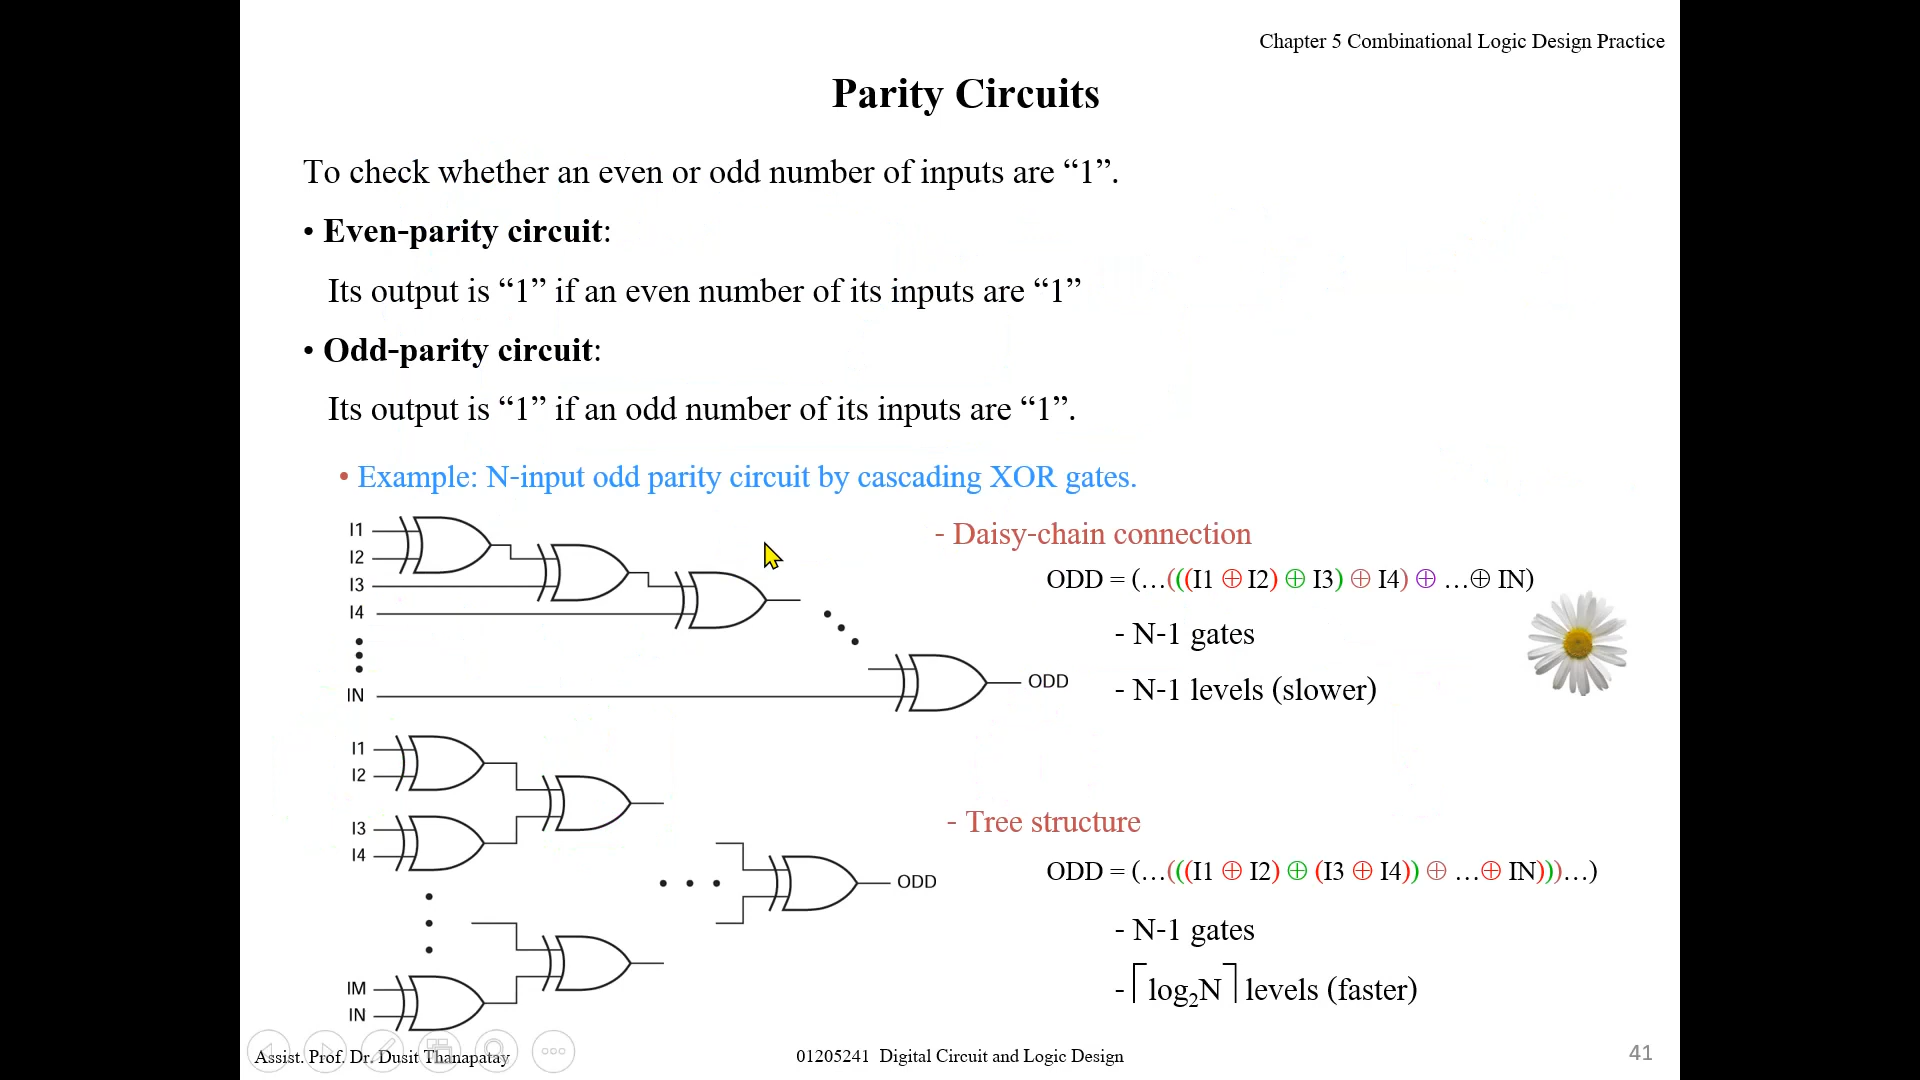 Chapter 5 Combinational Logic Design Practice
Parity Circuits
To check whether an even or odd number of inputs are “1”.
• Even-parity circuit:
Its output is “1” if an even number of its inputs are “1”
• Odd-parity circuit:
Its output is “1” if an odd number of its inputs are “1”.
• Example: N-input odd parity circuit by cascading XOR gates.
I1
I2
I3
I4
IN
ODD
- Daisy-chain connection
ODD = (…(((I1 ⊕ I2) ⊕ I3) ⊕ I4) ⊕ …⊕ IN)
- N-1 gates
- N-1 levels (slower)
I1
I2
I3
I4
IM
IN
ODD
- Tree structure
ODD = (…(((I1 ⊕ I2) ⊕ (I3 ⊕ I4)) ⊕ …⊕ IN)))…)
- N-1 gates
- ⌈log₂N⌉ levels (faster)
Assist. Prof. Dr. Dusit Thanapatay
01205241 Digital Circuit and Logic Design
41